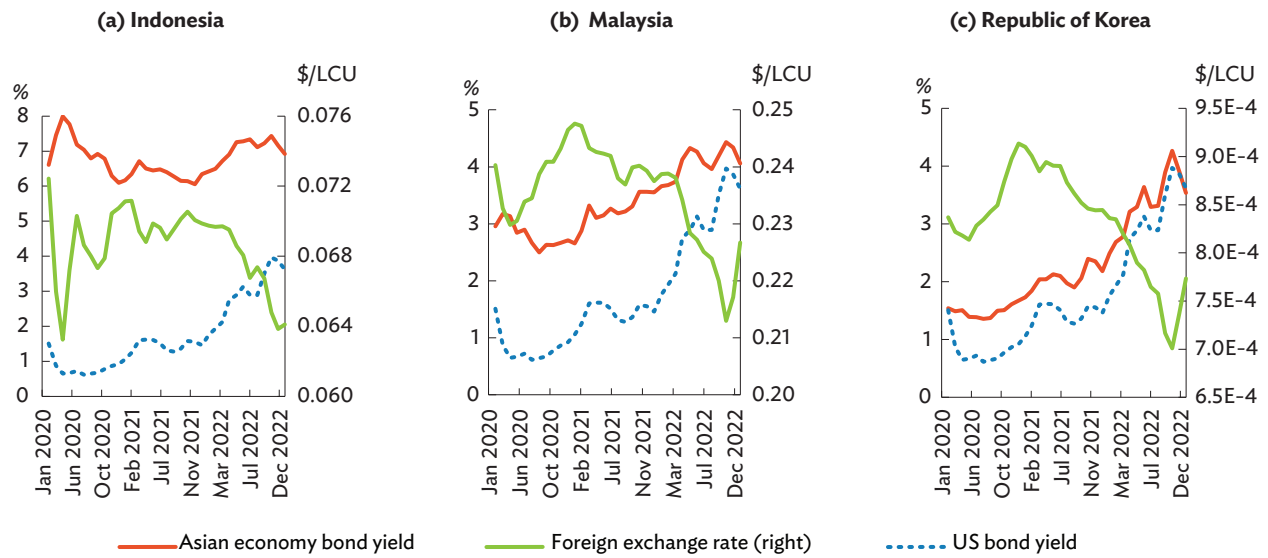 (a) Indonesia
(b) Malaysia
(c) Republic of Korea
%
$/LCU
8
7
6
5
4
3
2
1
0
0.076
0.072
0.068
0.064
0.060
Jan 2020
Jun 2020
Oct 2020
Feb 2021
Jul 2021
Nov 2021
Mar 2022
Jul 2022
Dec 2022
%
$/LCU
5
4
3
2
1
0
0.25
0.24
0.23
0.22
0.21
0.20
Jan 2020
Jun 2020
Oct 2020
Feb 2021
Jul 2021
Nov 2021
Mar 2022
Jul 2022
Dec 2022
%
$/LCU
5
4
3
2
1
0
9.5E–4
9.0E–4
8.5E–4
8.0E–4
7.5E–4
7.0E–4
6.5E–4
Jan 2020
Jun 2020
Oct 2020
Feb 2021
Jul 2021
Nov 2021
Mar 2022
Jul 2022
Dec 2022
Asian economy bond yield
Foreign exchange rate (right)
US bond yield